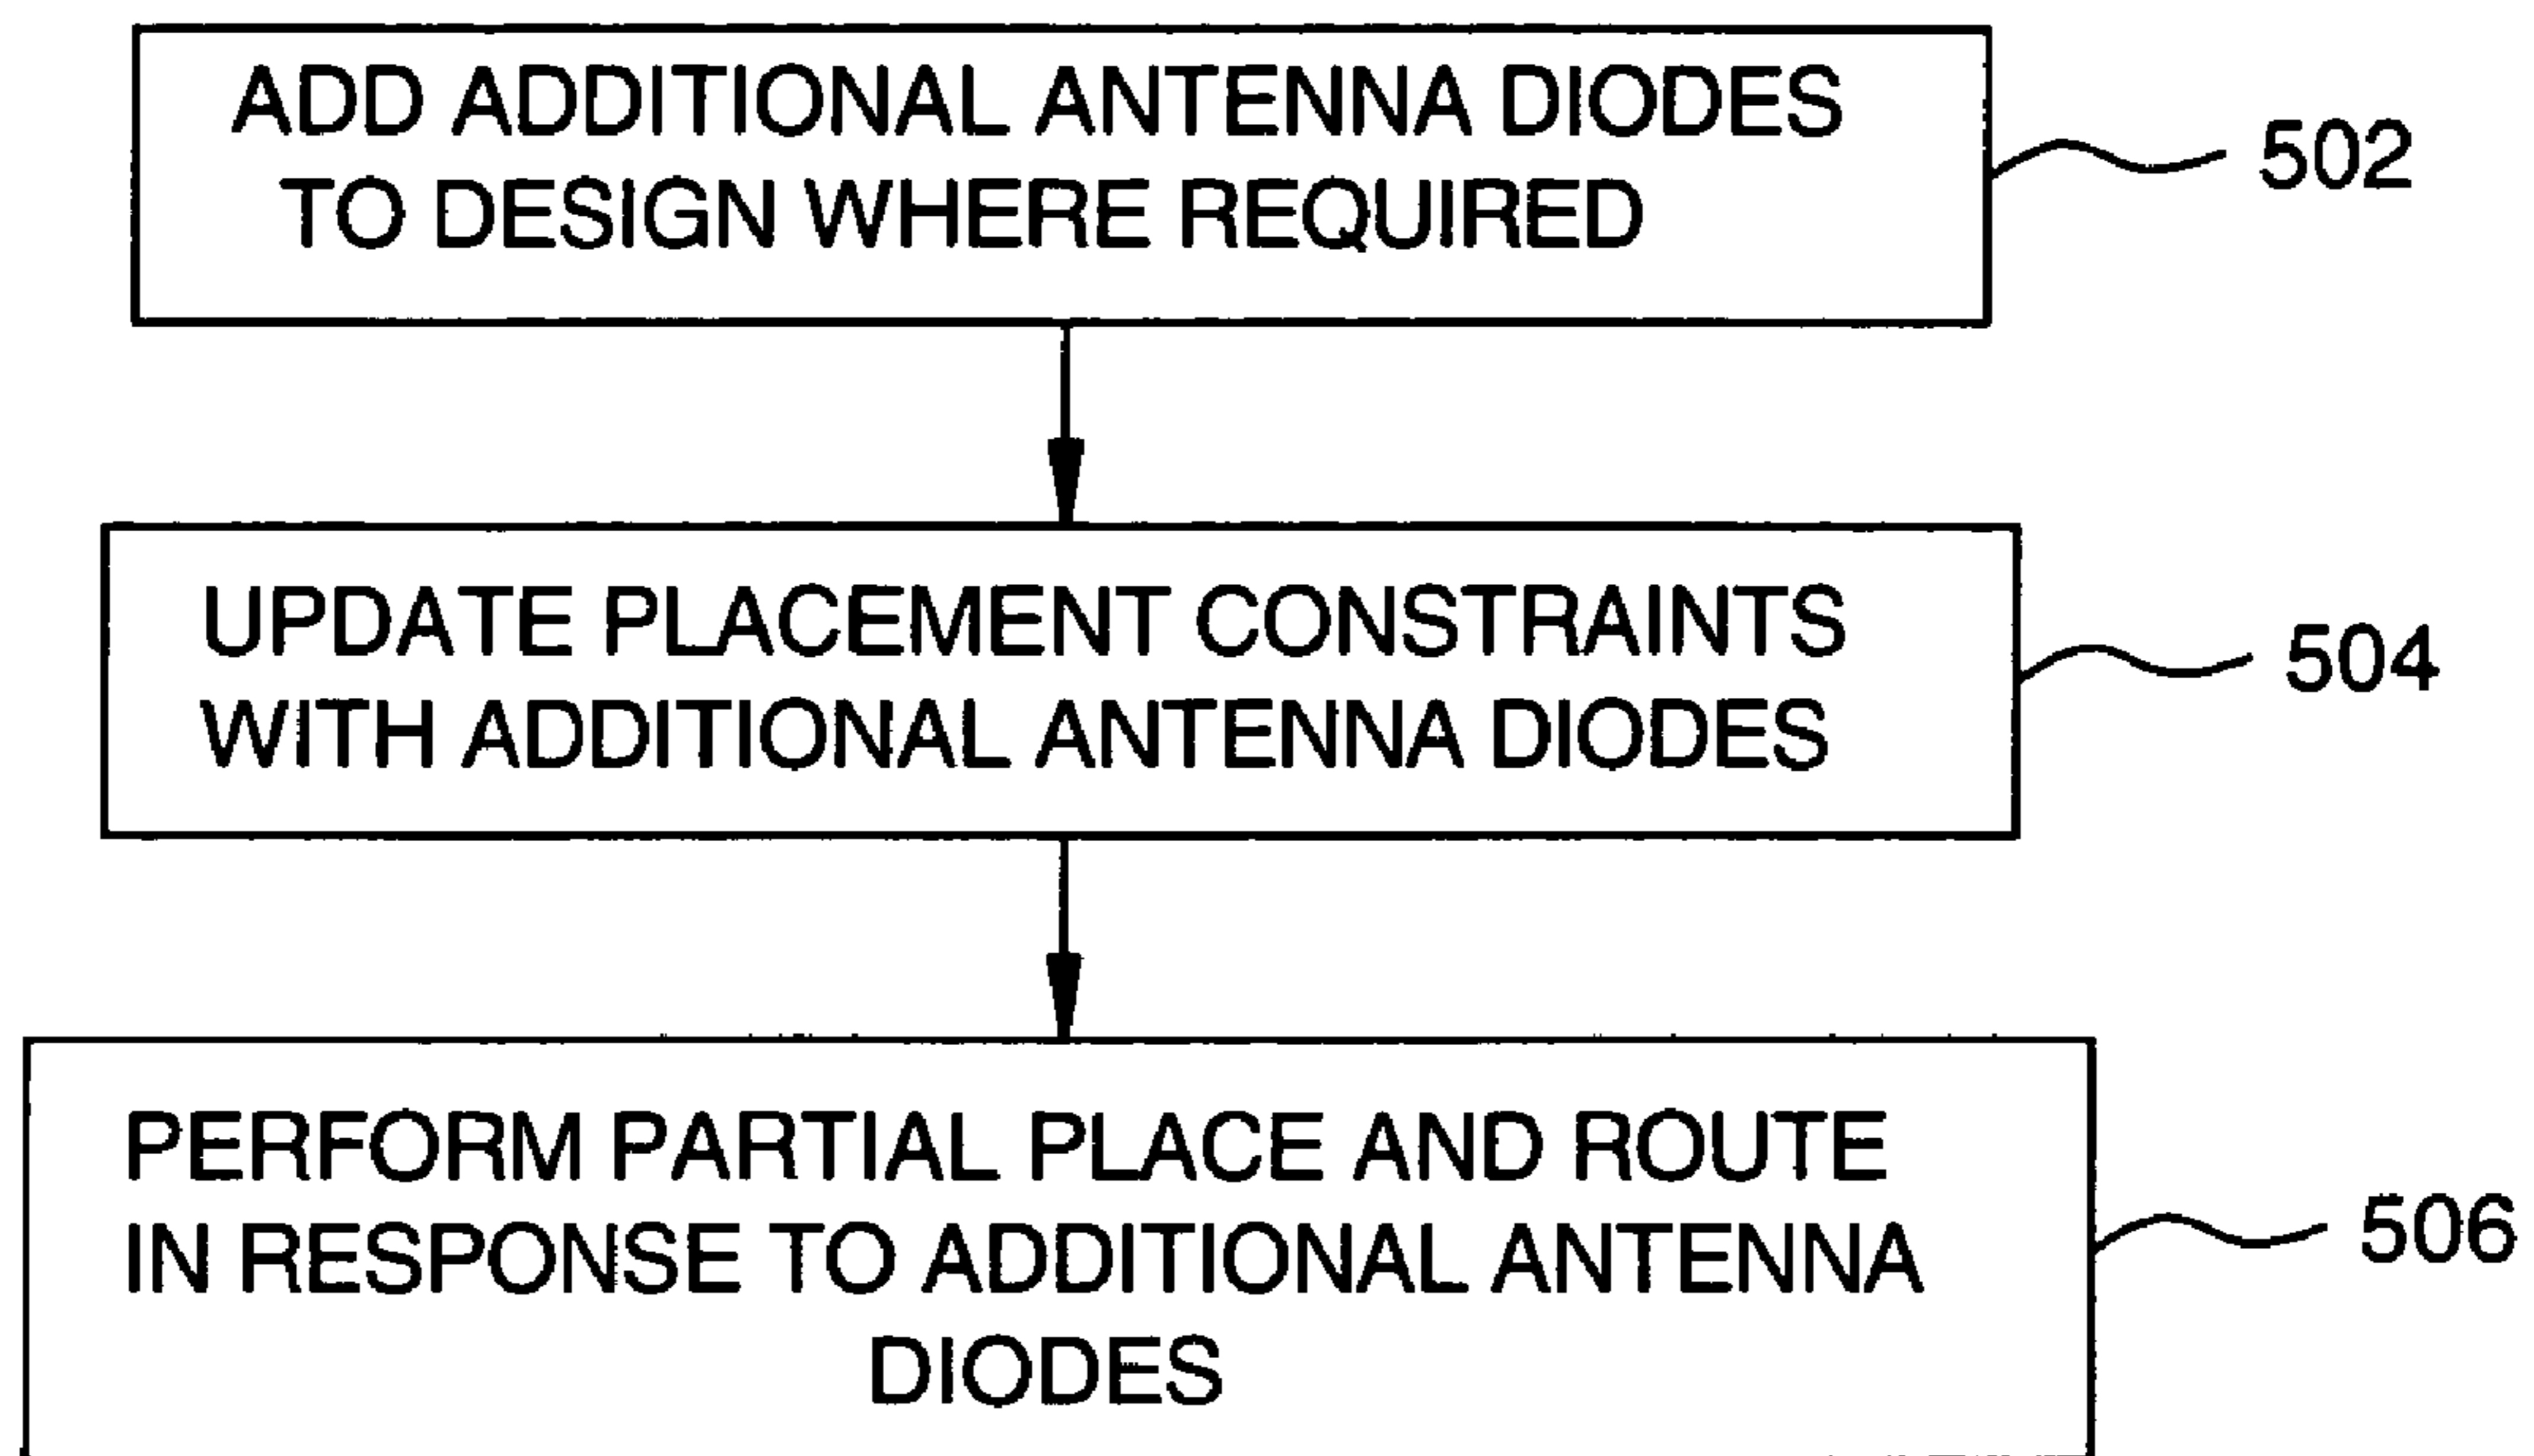 ADD ADDITIONAL ANTENNA DIODES
TO DESIGN WHERE REQUIRED
502
UPDATE PLACEMENT CONSTRAINTS
WITH ADDITIONAL ANTENNA DIODES
504
PERFORM PARTIAL PLACE AND ROUTE
IN RESPONSE TO ADDITIONAL ANTENNA
DIODES
506